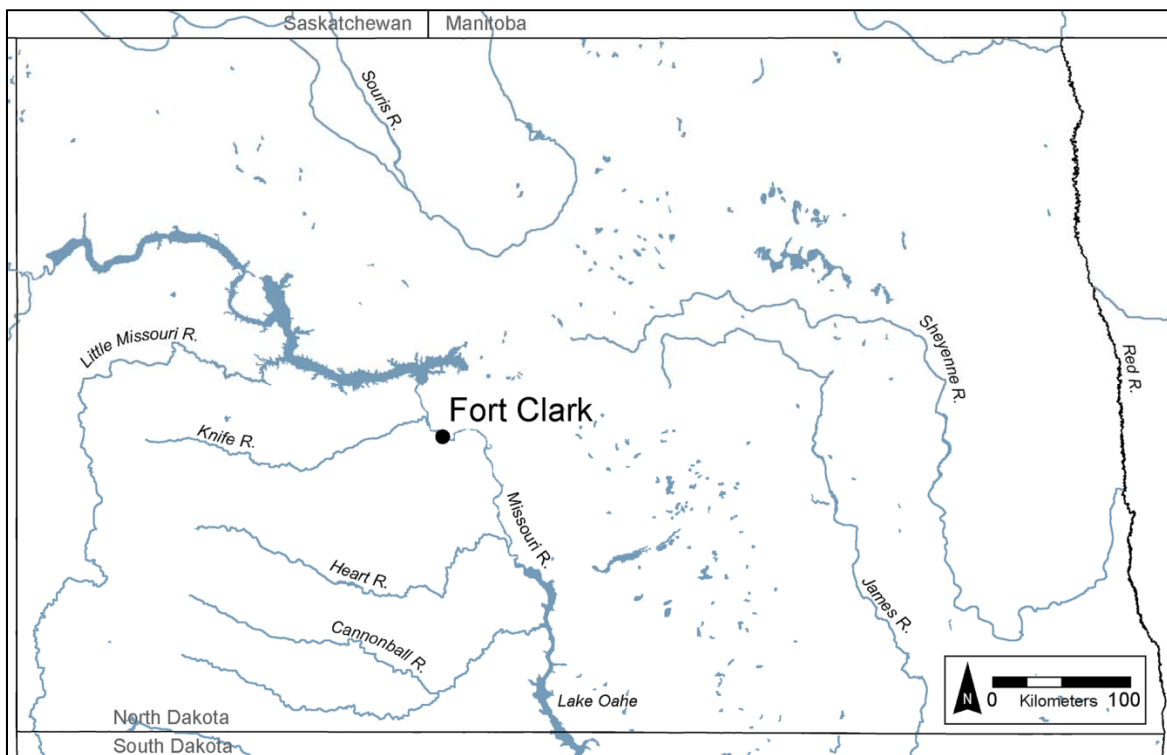 Saskatchewan
Manitoba
Souris R.
Little Missouri R.
Sheyenne R.
Red R.
Fort Clark
Knife R.
Missouri R.
Heart R.
James R.
Cannonball R.
Lake Oahe
N
0 Kilometers 100
North Dakota
South Dakota